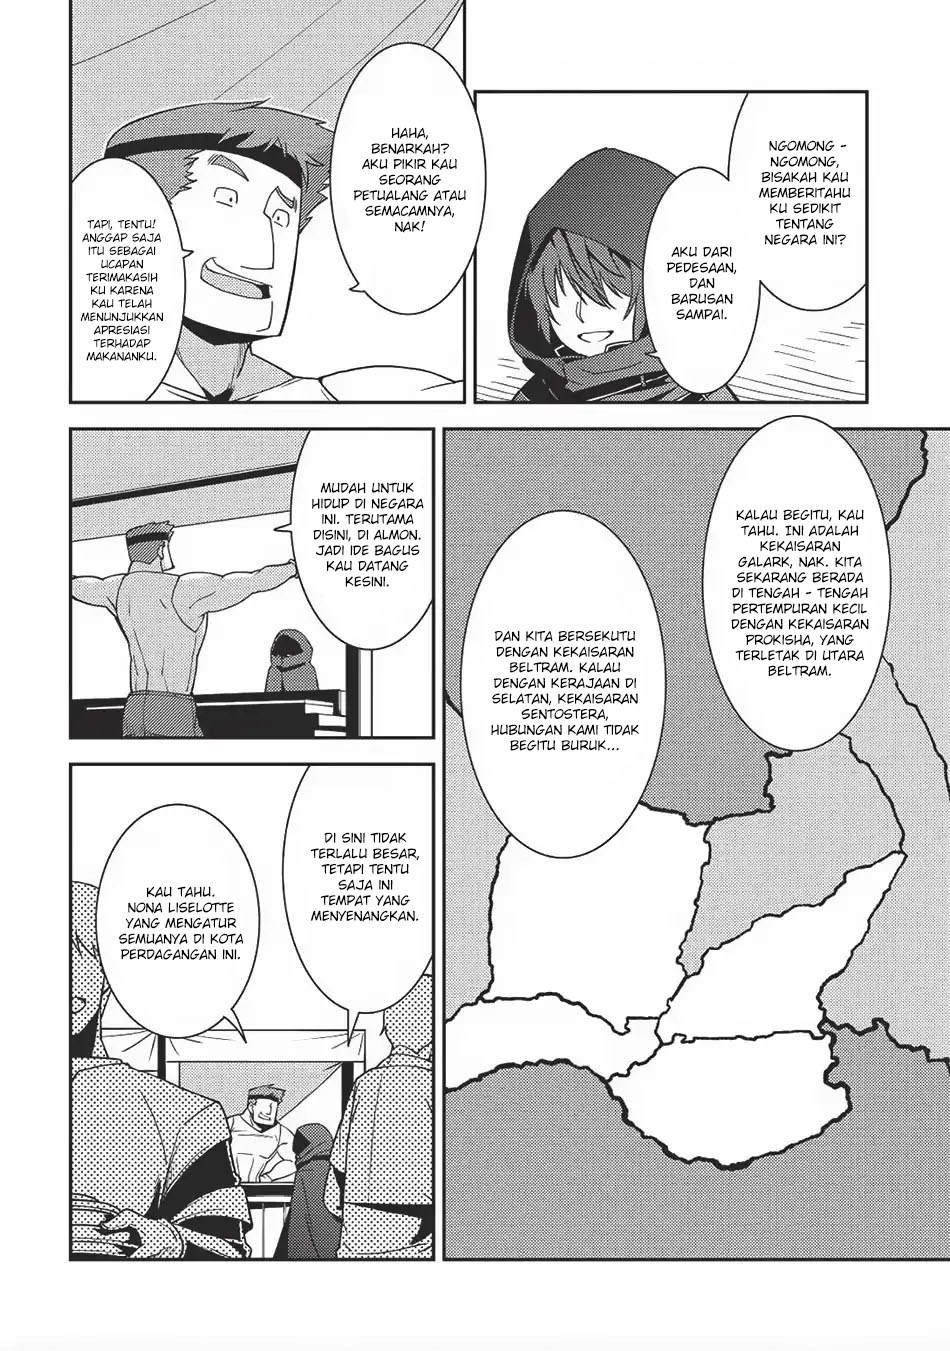 NGOMONG -
NGOMONG,
BISAKAH KAU
MEMBERITAHU
KU SEDIKIT
TENTANG
NEGARA INI?
AKU DARI
PEDESAAN,
DAN
BARUSAN
SAMPAI.
HAHA,
BENARKAH?
AKU PIKIR KAU
SEORANG
PETUALANG ATAU
SEMACAMNYA,
NAK!
TAPI, TENTU!
ANGGAP SAJA
ITU SEBAGAI
UCAPAN
TERIMAKASIH
KU KARENA
KAU TELAH
MENUNJUKKAN
APRESIASI
TERHADAP
MAKANANKU.
KALAU BEGITU, KAU
TAHU. INI ADALAH
KEKAISARAN
GALARK, NAK. KITA
SEKARANG BERADA
DI TENGAH - TENGAH
PERTEMPURAN KECIL
DENGAN KEKAISARAN
PROKISHA, YANG
TERLETAK DI UTARA
BELTRAM.
DAN KITA BERSEKUTU
DENGAN KEKAISARAN
BELTRAM. KALAU
DENGAN KERAJAAN DI
SELATAN, KEKAISARAN
SENTOSTERA,
HUBUNGAN KAMI TIDAK
BEGITU BURUK...
MUDAH UNTUK
HIDUP DI NEGARA
INI. TERUTAMA
DISINI, DI ALMON.
JADI IDE BAGUS
KAU DATANG
KESINI.
DI SINI TIDAK
TERLALU BESAR,
TETAPI TENTU
SAJA INI
TEMPAT YANG
MENYENANGKAN.
KAU TAHU.
NONA LISELOTTE
YANG MENGATUR
SEMUANYA DI KOTA
PERDAGANGAN INI.